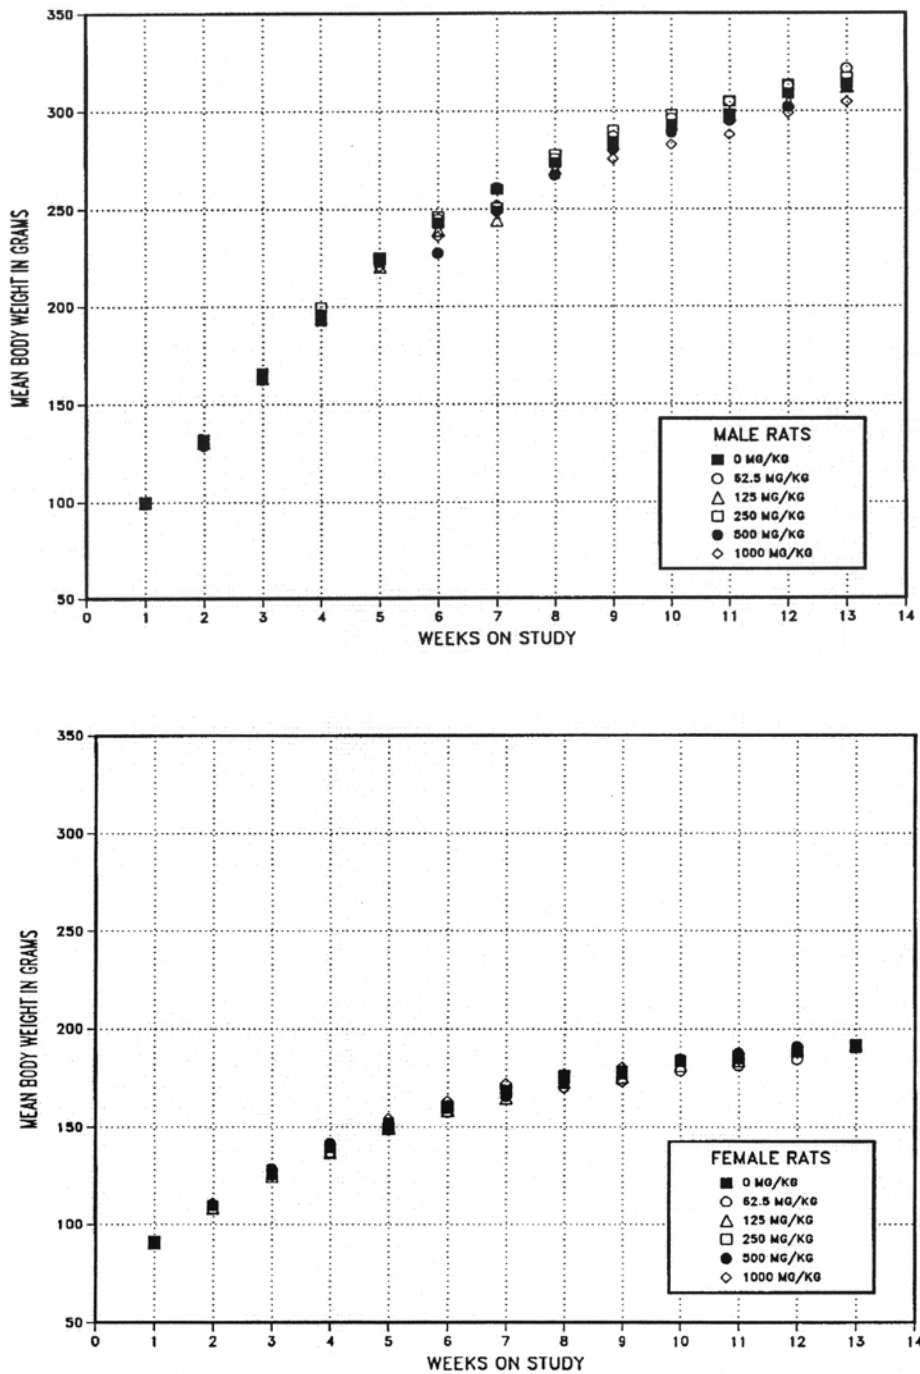 350
300
250
200
150
100
50
MEAN BODY WEIGHT IN GRAMS
MALE RATS
0 MG/KG
62.5 MG/KG
125 MG/KG
250 MG/KG
500 MG/KG
1000 MG/KG
0 1 2 3 4 5 6 7 8 9 10 11 12 13 14
WEEKS ON STUDY
350
300
250
200
150
100
50
MEAN BODY WEIGHT IN GRAMS
FEMALE RATS
0 MG/KG
62.5 MG/KG
125 MG/KG
250 MG/KG
500 MG/KG
1000 MG/KG
0 1 2 3 4 5 6 7 8 9 10 11 12 13 14
WEEKS ON STUDY